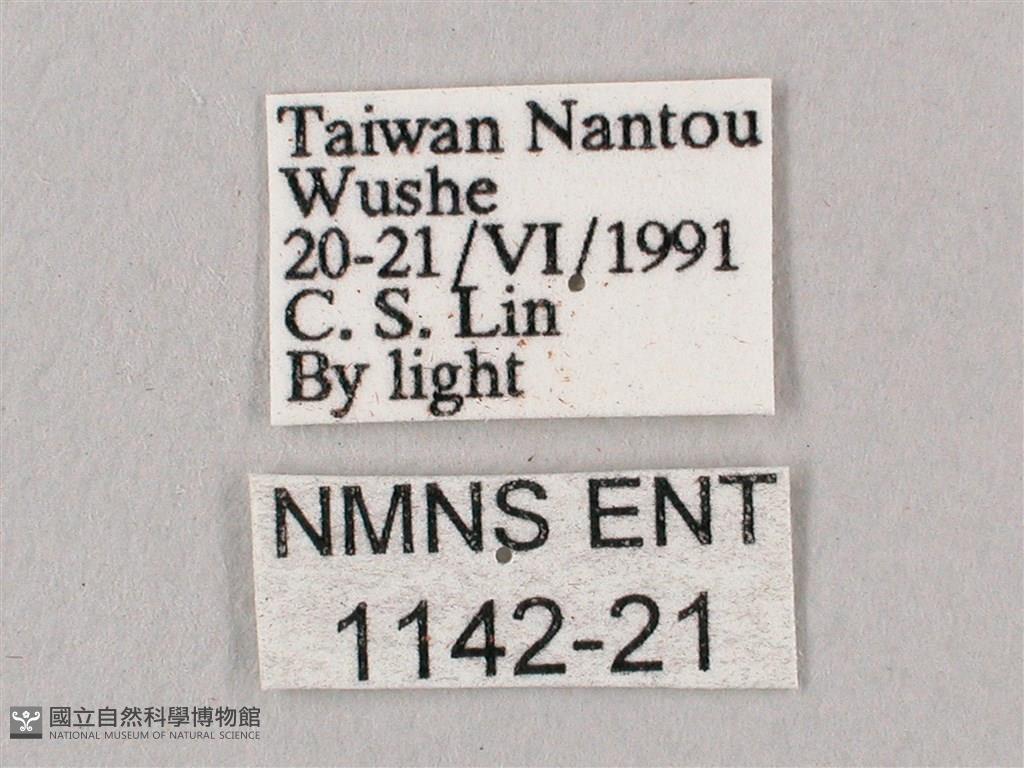 Taiwan Nantou
Wushe
20-21/VI/1991
C. S. Lin
By light
NMNS ENT
1142-21
國立自然科學博物館
NATIONAL MUSEUM OF NATURAL SCIENCE